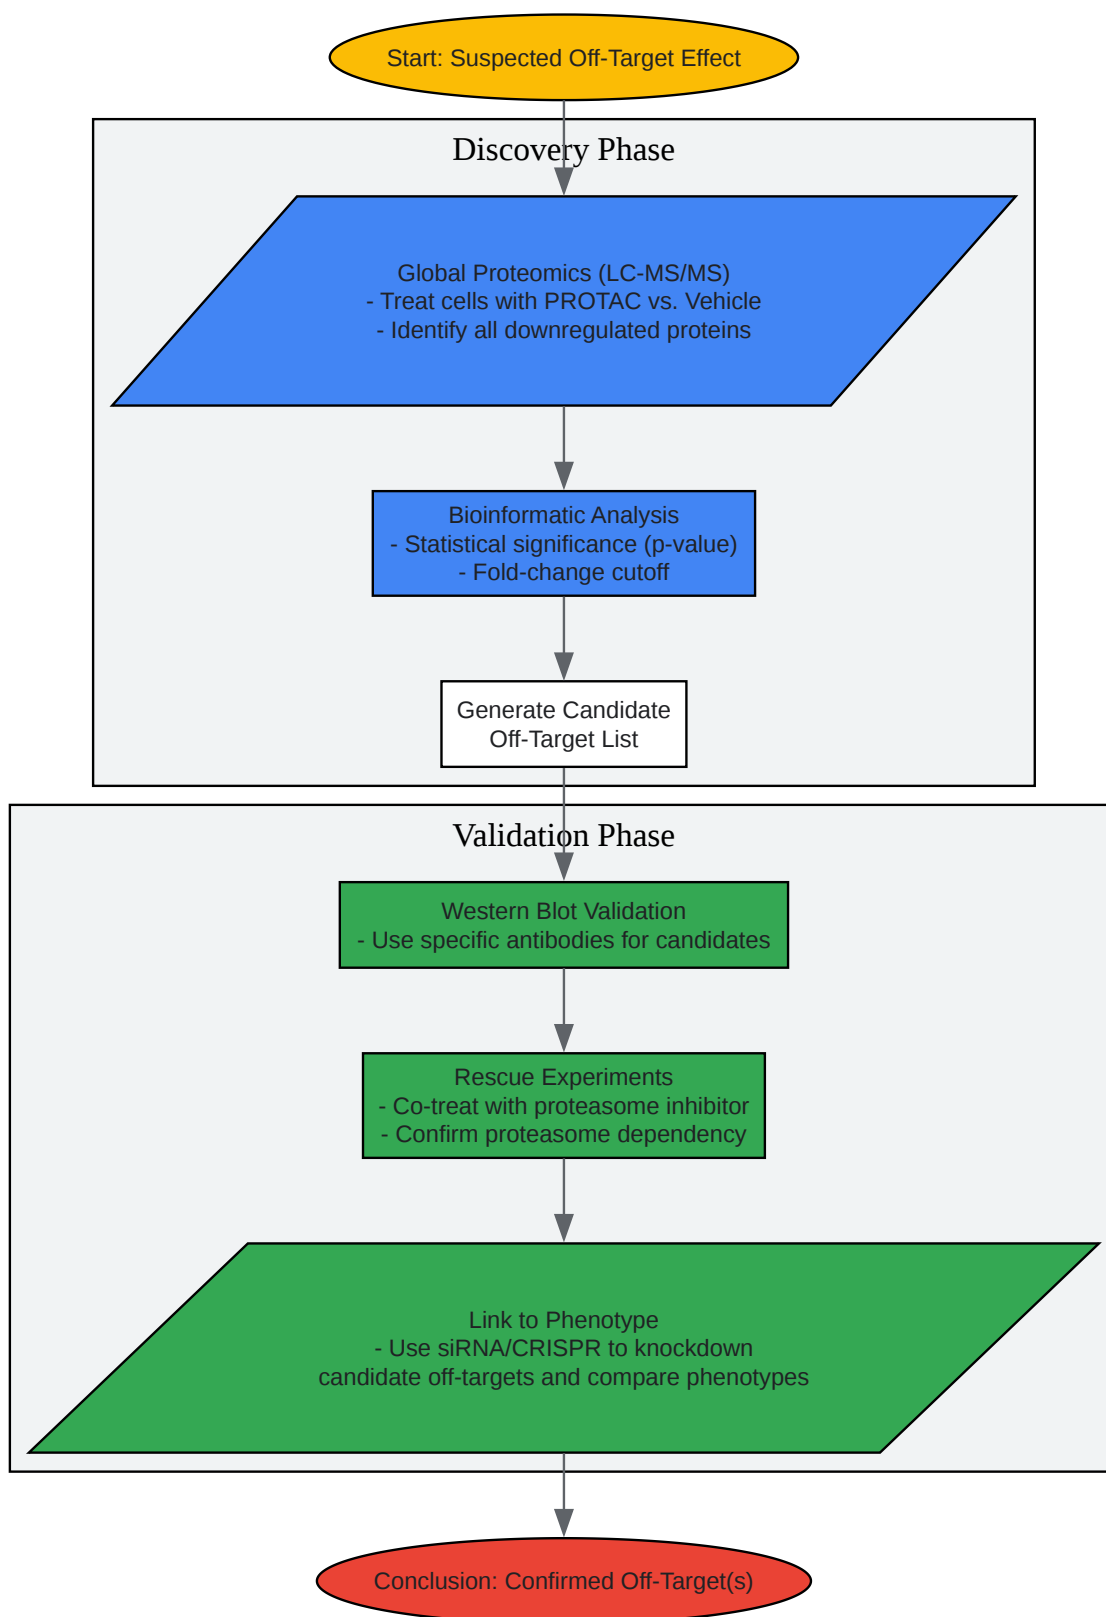 Start: Suspected Off-Target Effect
Discovery Phase
Global Proteomics (LC-MS/MS)
- Treat cells with PROTAC vs. Vehicle
- Identify all downregulated proteins
Bioinformatic Analysis
- Statistical significance (p-value)
- Fold-change cutoff
Generate Candidate
Off-Target List
Validation Phase
Western Blot Validation
- Use specific antibodies for candidates
Rescue Experiments
- Co-treat with proteasome inhibitor
- Confirm proteasome dependency
Link to Phenotype
- Use siRNA/CRISPR to knockdown
candidate off-targets and compare phenotypes
Conclusion: Confirmed Off-Target(s)